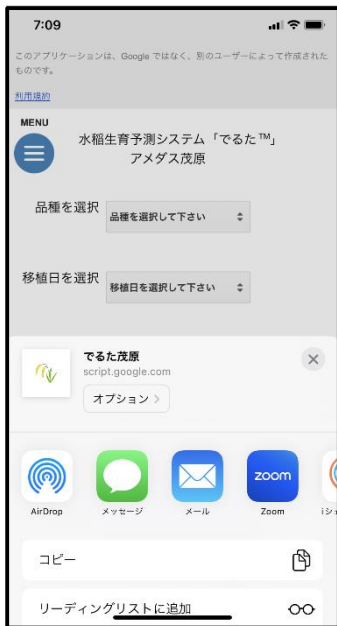 7:09
このアプリケーションは、Google ではなく、別のユーザーによって作成された
ものです。
利用規約
MENU
水稲生育予測システム「でるた™」
アメダス茂原
品種を選択
品種を選択して下さい
移植日を選択
移植日を選択して下さい
でるた茂原
script.google.com
オプション
AirDrop
メッセージ
メール
zoom
Zoom
iシェ
コピー
リーディングリストに追加